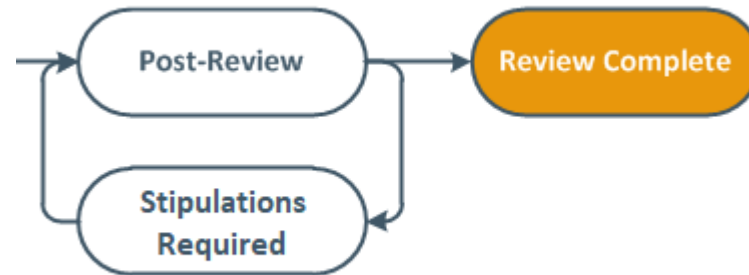 Post-Review
Review Complete
Stipulations
Required